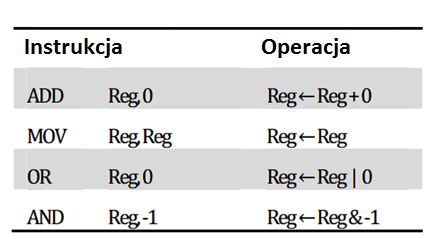 Instrukcja Operacja
ADD Reg,0 Reg←Reg+0
MOV Reg,Reg Reg←Reg
OR Reg,0 Reg←Reg | 0
AND Reg,-1 Reg←Reg&-1